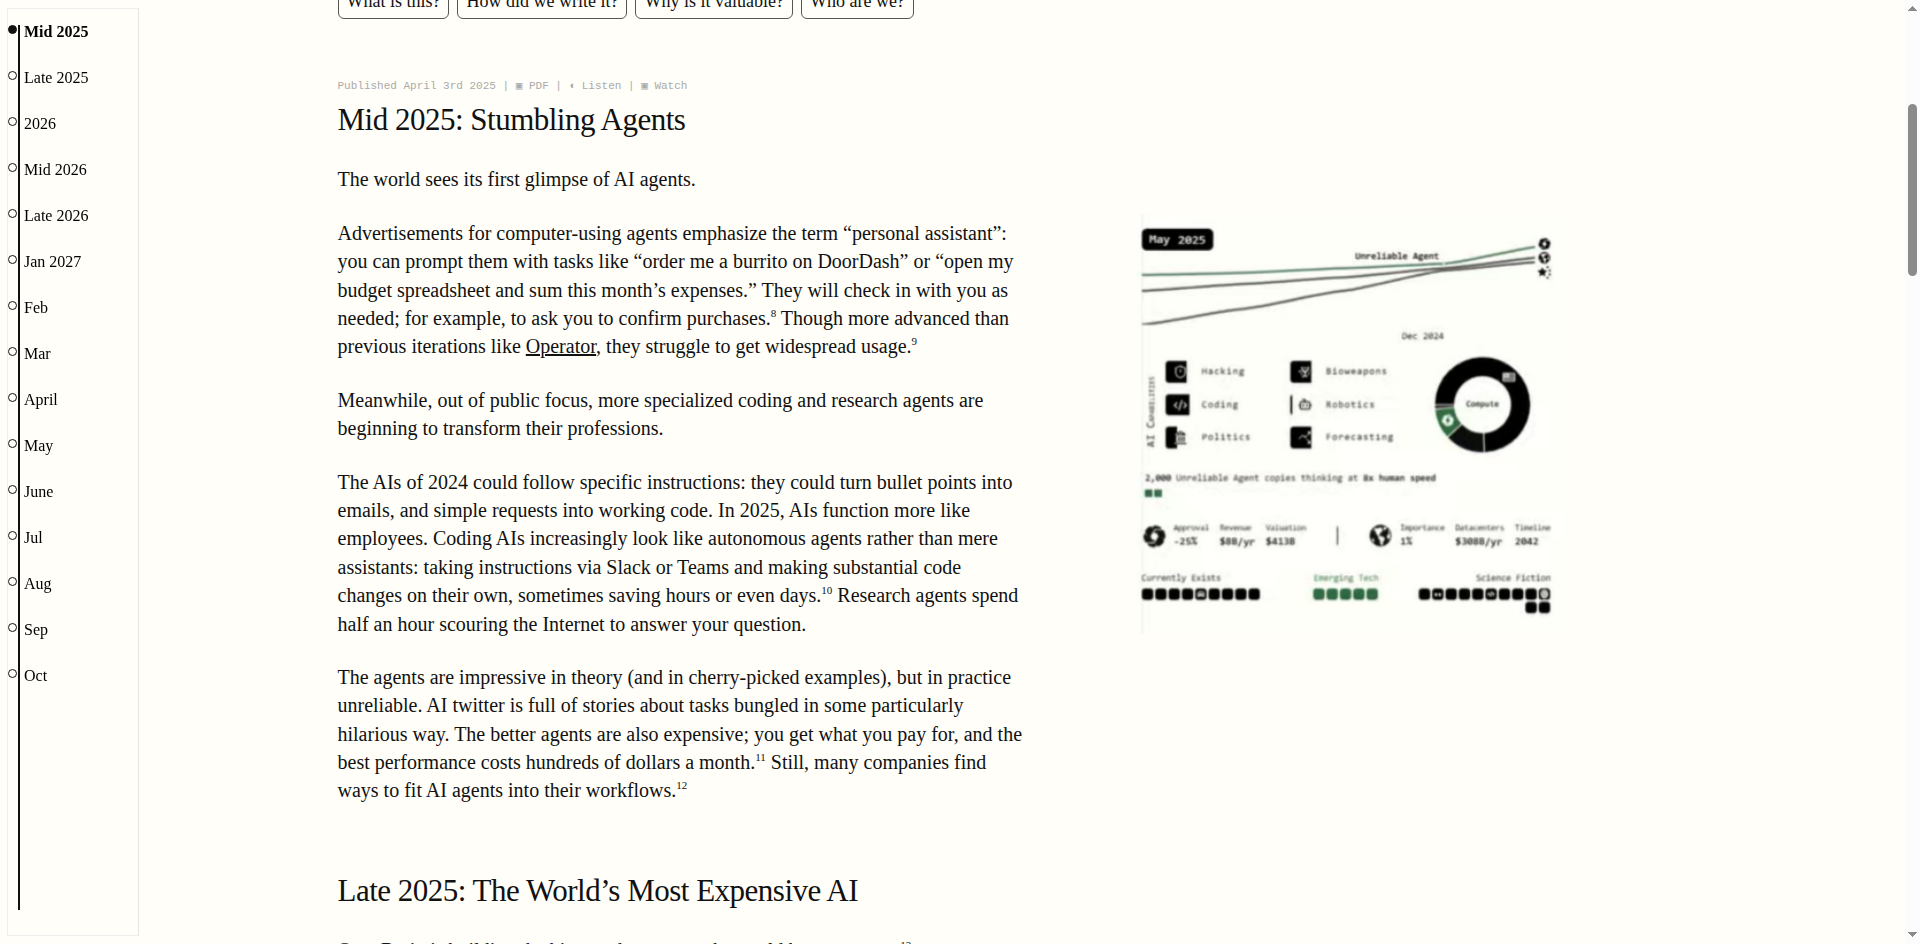 What is this?
How did we write it?
Why is it valuable?
Who are we?
Mid 2025
Late 2025
2026
Mid 2026
Late 2026
Jan 2027
Feb
Mar
April
May
June
Jul
Aug
Sep
Oct
Published April 3rd 2025 | PDF | Listen | Watch
Mid 2025: Stumbling Agents
The world sees its first glimpse of AI agents.
Advertisements for computer-using agents emphasize the term “personal assistant”:
you can prompt them with tasks like “order me a burrito on DoorDash” or “open my
budget spreadsheet and sum this month’s expenses.” They will check in with you as
needed; for example, to ask you to confirm purchases.8 Though more advanced than
previous iterations like Operator, they struggle to get widespread usage.9
Meanwhile, out of public focus, more specialized coding and research agents are
beginning to transform their professions.
The AIs of 2024 could follow specific instructions: they could turn bullet points into
emails, and simple requests into working code. In 2025, AIs function more like
employees. Coding AIs increasingly look like autonomous agents rather than mere
assistants: taking instructions via Slack or Teams and making substantial code
changes on their own, sometimes saving hours or even days.10 Research agents spend
half an hour scouring the Internet to answer your question.
The agents are impressive in theory (and in cherry-picked examples), but in practice
unreliable. AI twitter is full of stories about tasks bungled in some particularly
hilarious way. The better agents are also expensive; you get what you pay for, and the
best performance costs hundreds of dollars a month.11 Still, many companies find
ways to fit AI agents into their workflows.12
Late 2025: The World’s Most Expensive AI
May 2025
Unreliable Agent
Dec 2024
AI Capabilities
Hacking
Bioweapons
Coding
Robotics
Politics
Forecasting
Compute
2,000 Unreliable Agent copies thinking at 8x human speed
Approval Revenue Valuation
-25% $8B/yr $413B
Importance Datacenters Timeline
1% $308B/yr 2042
Currently Exists
Emerging Tech
Science Fiction